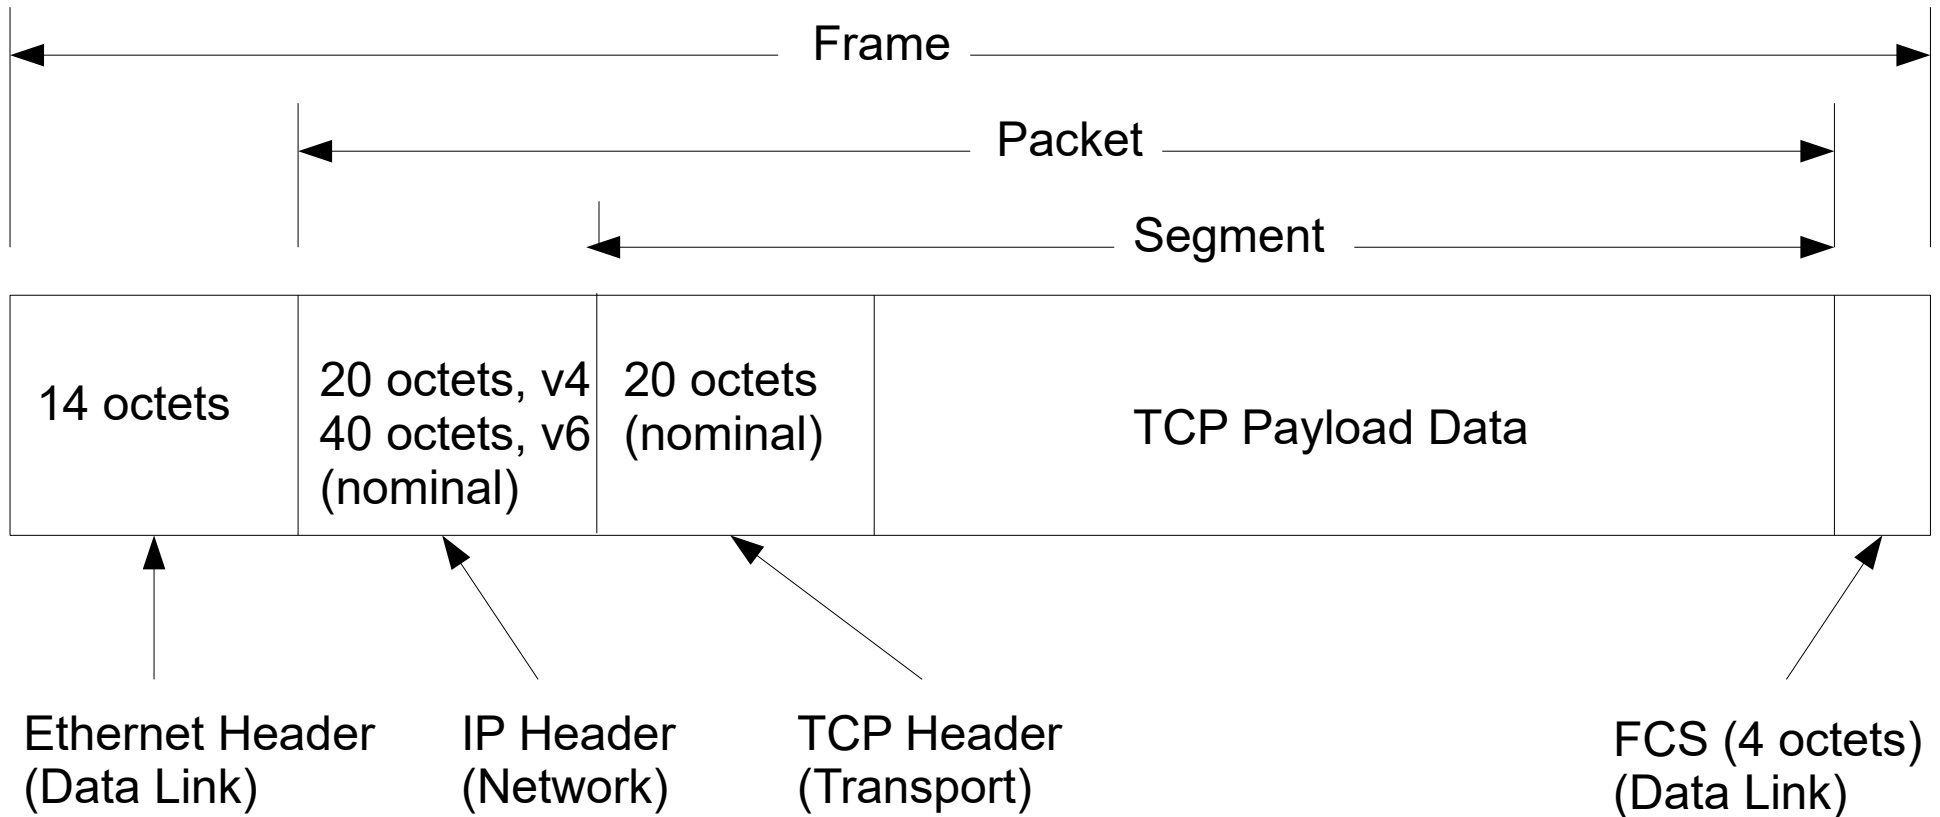 Frame
Packet
Segment
14 octets
20 octets, v4
40 octets, v6
(nominal)
20 octets
(nominal)
TCP Payload Data
Ethernet Header
(Data Link)
IP Header
(Network)
TCP Header
(Transport)
FCS (4 octets)
(Data Link)